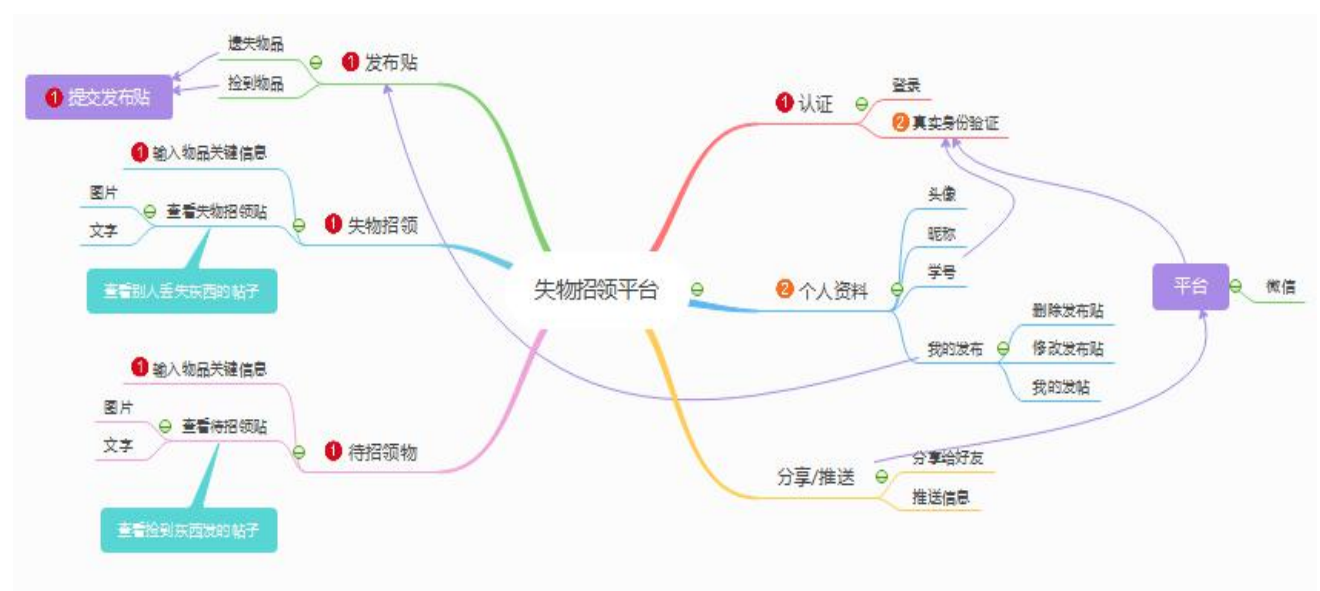 遗失物品
捡到物品
1 发布贴
1 提交发布贴
1 输入物品关键信息
图片
文字
查看失物招领贴
1 失物招领
查看别人丢失东西的帖子
1 输入物品关键信息
图片
文字
查看待招领贴
1 待招领物
查看捡到东西发的帖子
失物招领平台
1 认证
登录
2 真实身份验证
2 个人资料
头像
昵称
学号
我的发布
删除发布贴
修改发布贴
我的发帖
平台
微信
分享/推送
分享给好友
推送信息